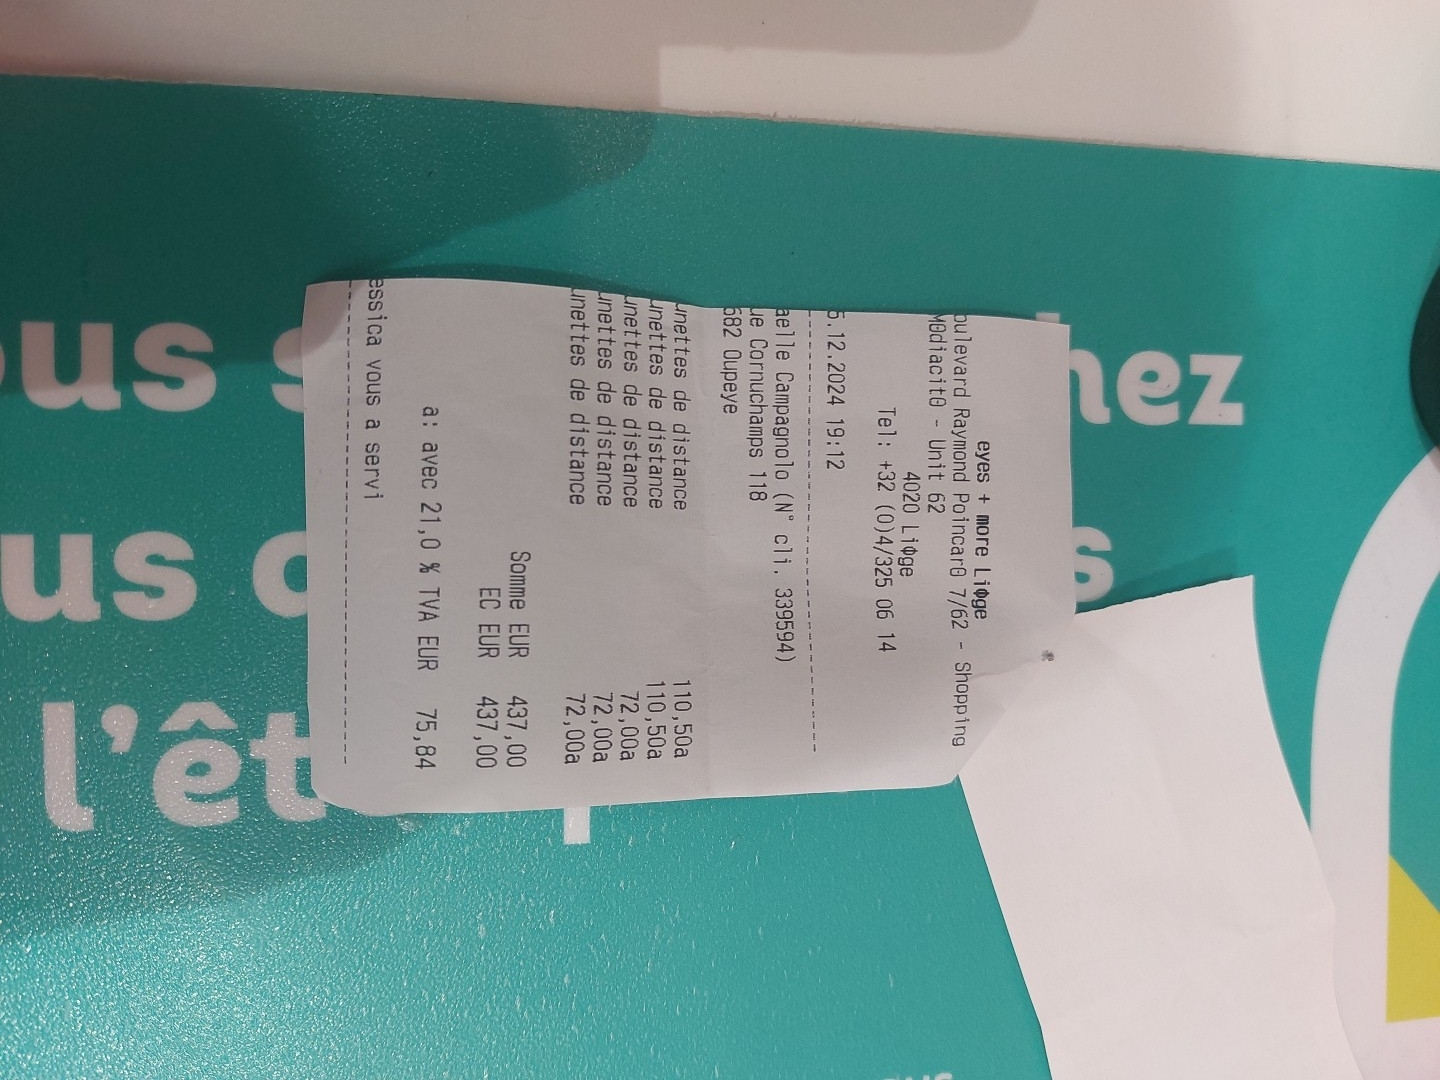 eyes + more Liφge
oulevard Raymond Poincar0 7/62 - Shopping
M0diacit0 - Unit 62
4020 Liφge
Tel: +32 (0)4/325 06 14
5.12.2024 19:12
aelle Campagnolo (N° cli. 339594)
ue Cornuchamps 118
682 Oupeye
unettes de distance 110,50a
unettes de distance 110,50a
unettes de distance 72,00a
unettes de distance 72,00a
unettes de distance 72,00a
Somme EUR 437,00
EC EUR 437,00
a: avec 21,0 % TVA EUR 75,84
essica vous a servi
ous s hez
us c s
l'êt